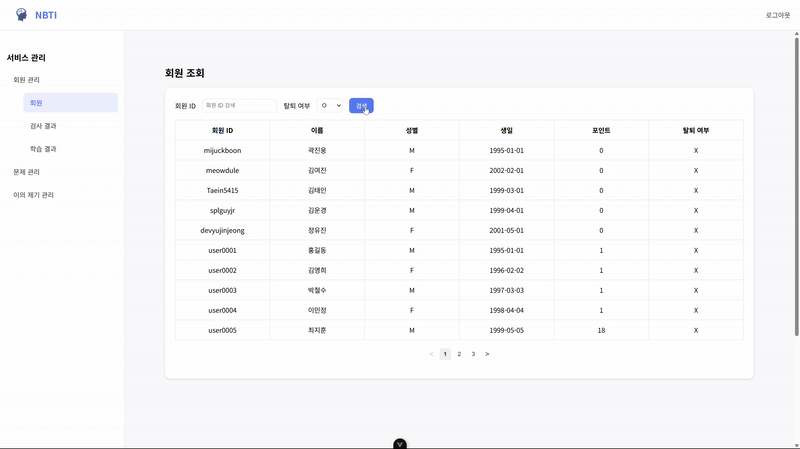 NBTI
로그아웃
서비스 관리
회원 관리
회원
검사 결과
학습 결과
문제 관리
이의 제기 관리
회원 조회
회원 ID 회원 ID 검색 탈퇴 여부 O 검색
회원 ID 이름 성별 생일 포인트 탈퇴 여부
mijuckboon 곽진웅 M 1995-01-01 0 X
meowdule 김여진 F 2002-02-01 0 X
Taein5415 김태인 M 1999-03-01 0 X
splguyjr 김운경 M 1999-04-01 0 X
devyujinjeong 정유진 F 2001-05-01 0 X
user0001 홍길동 M 1995-01-01 1 X
user0002 김영희 F 1996-02-02 1 X
user0003 박철수 M 1997-03-03 1 X
user0004 이민정 F 1998-04-04 1 X
user0005 최지훈 M 1999-05-05 18 X
< 1 2 3 >